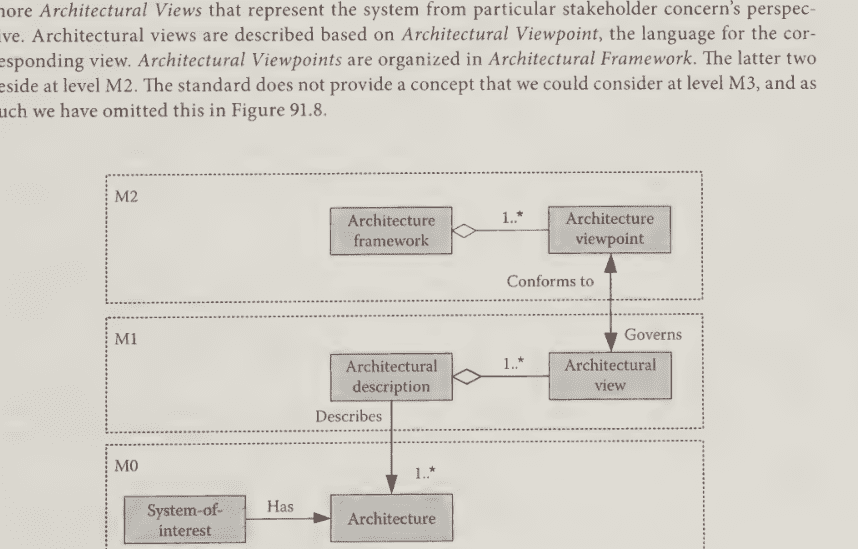 more Architectural Views that represent the system from particular stakeholder concern's perspec-
ive. Architectural views are described based on Architectural Viewpoint, the language for the cor-
esponding view. Architectural Viewpoints are organized in Architectural Framework. The latter two
eside at level M2. The standard does not provide a concept that we could consider at level M3, and as
uch we have omitted this in Figure 91.8.
M2
Architecture
framework
1..*
Architecture
viewpoint
Conforms to
M1
Governs
Architectural
description
1..*
Architectural
view
Describes
M0
1..*
System-of-
interest
Has
Architecture